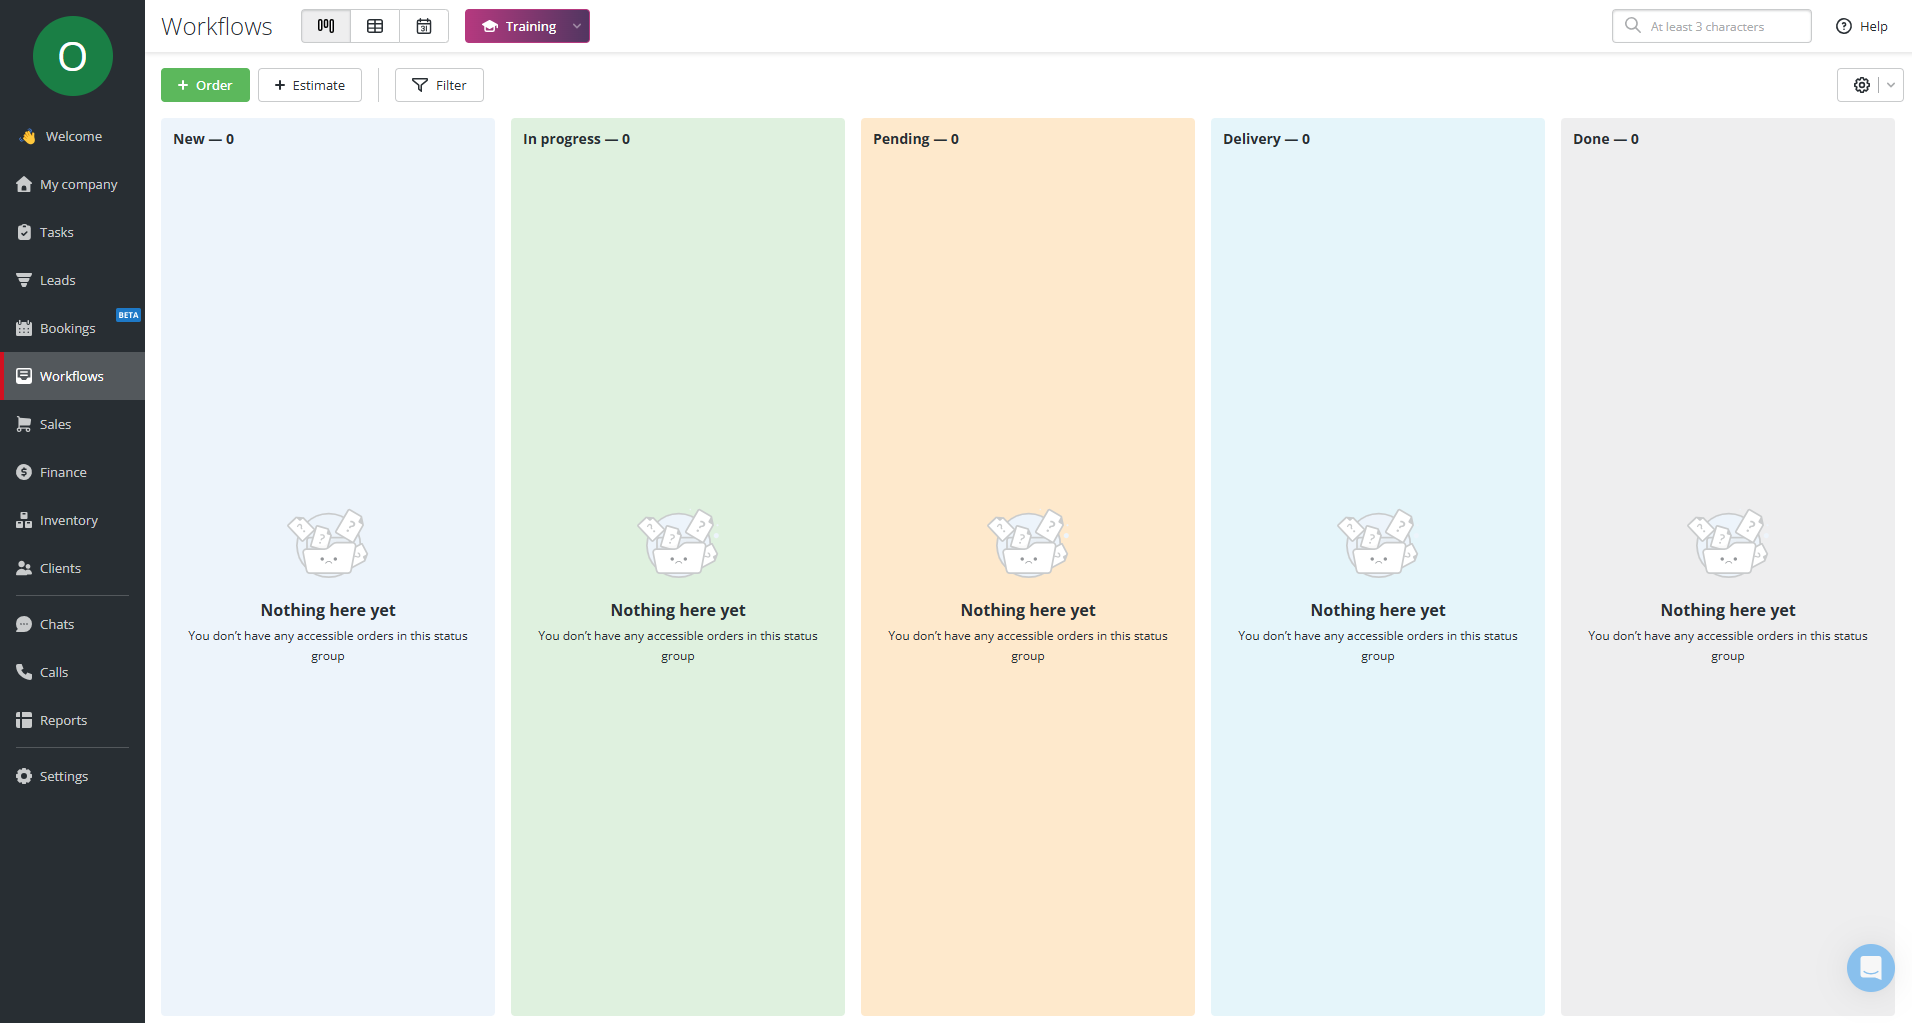 O
Welcome
My company
Tasks
Leads
BETA
Bookings
Workflows
Sales
Finance
Inventory
Clients
Chats
Calls
Reports
Settings
Workflows
31
Training
At least 3 characters
? Help
+ Order
+ Estimate
Filter
New — 0
? ? ?
Nothing here yet
You don’t have any accessible orders in this status
group
In progress — 0
? ? ?
Nothing here yet
You don’t have any accessible orders in this status
group
Pending — 0
? ? ?
Nothing here yet
You don’t have any accessible orders in this status
group
Delivery — 0
? ? ?
Nothing here yet
You don’t have any accessible orders in this status
group
Done — 0
? ? ?
Nothing here yet
You don’t have any accessible orders in this status
group